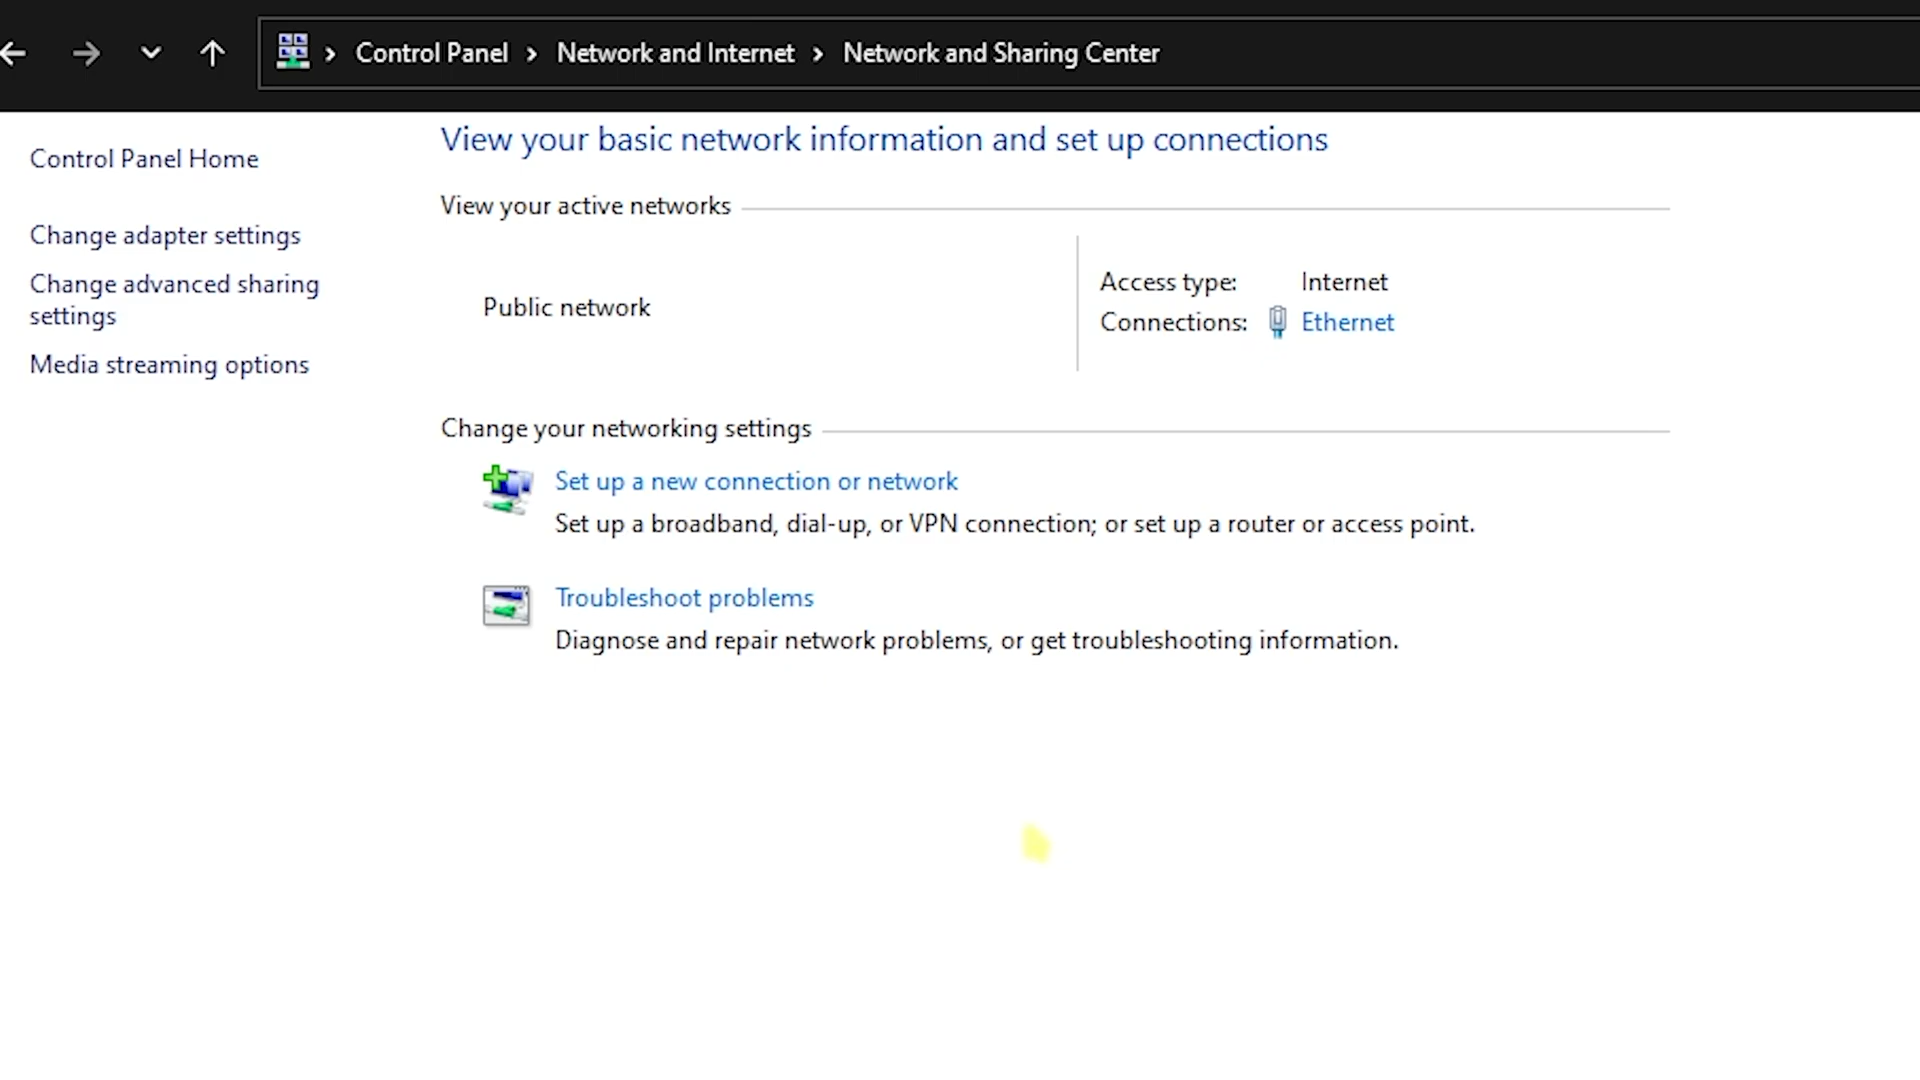 Control Panel › Network and Internet › Network and Sharing Center
Control Panel Home
Change adapter settings
Change advanced sharing
settings
Media streaming options
View your basic network information and set up connections
View your active networks
Public network
Access type: Internet
Connections: Ethernet
Change your networking settings
Set up a new connection or network
Set up a broadband, dial-up, or VPN connection; or set up a router or access point.
Troubleshoot problems
Diagnose and repair network problems, or get troubleshooting information.